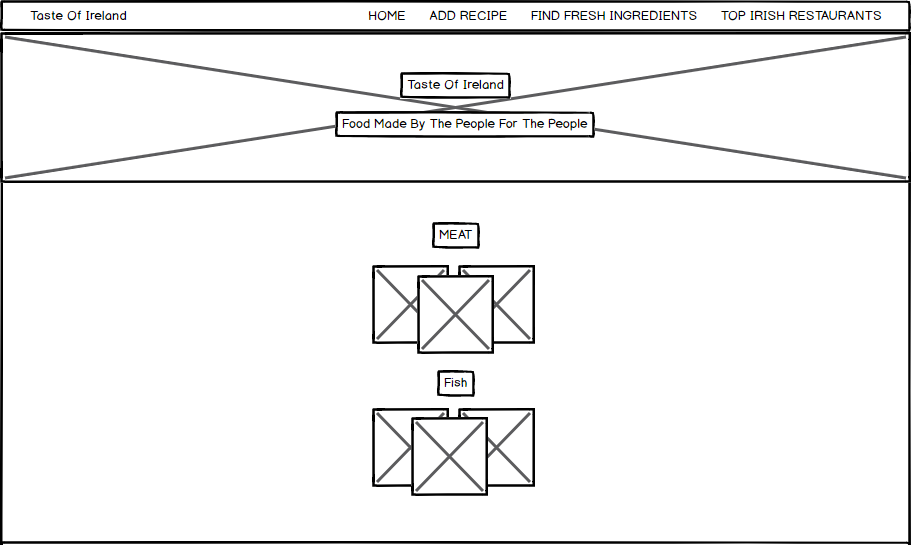 Taste Of Ireland HOME ADD RECIPE FIND FRESH INGREDIENTS TOP IRISH RESTAURANTS
Taste Of Ireland
Food Made By The People For The People
MEAT
Fish